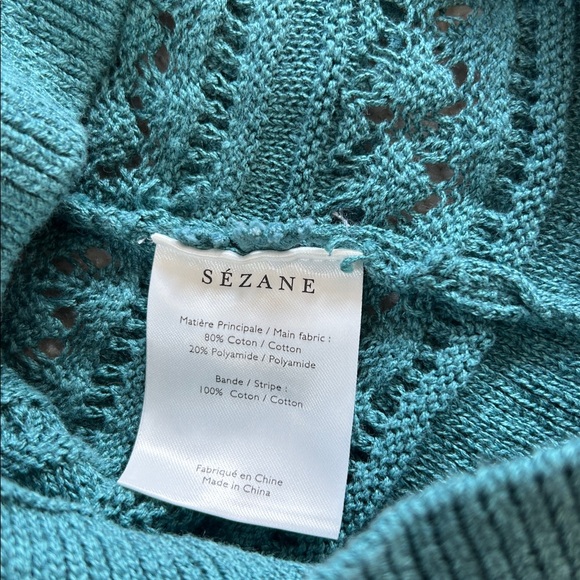 SÉZANE
Matière Principale / Main fabric :
80% Coton / Cotton
20% Polyamide / Polyamide
Bande / Stripe :
100% Coton / Cotton
Fabriqué en Chine
Made in China